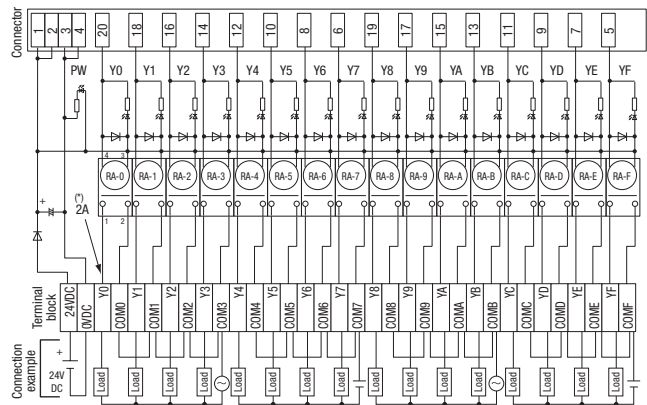 Connector
1 2 3 4 20 18 16 14 12 10 8 6 19 17 15 13 11 9 7 5
PW Y0 Y1 Y2 Y3 Y4 Y5 Y6 Y7 Y8 Y9 YA YB YC YD YE YF
4 3
RA-0 RA-1 RA-2 RA-3 RA-4 RA-5 RA-6 RA-7 RA-8 RA-9 RA-A RA-B RA-C RA-D RA-E RA-F
+ (*)
2A
1 2
Terminal
block
24VDC 0VDC Y0 COM0 Y1 COM1 Y2 COM2 Y3 COM3 Y4 COM4 Y5 COM5 Y6 COM6 Y7 COM7 Y8 COM8 Y9 COM9 YA COMA YB COMB YC COMC YD COMD YE COME YF COMF
Connection
example
+
24V
DC
Load Load Load Load Load Load Load Load Load Load Load Load Load Load Load Load